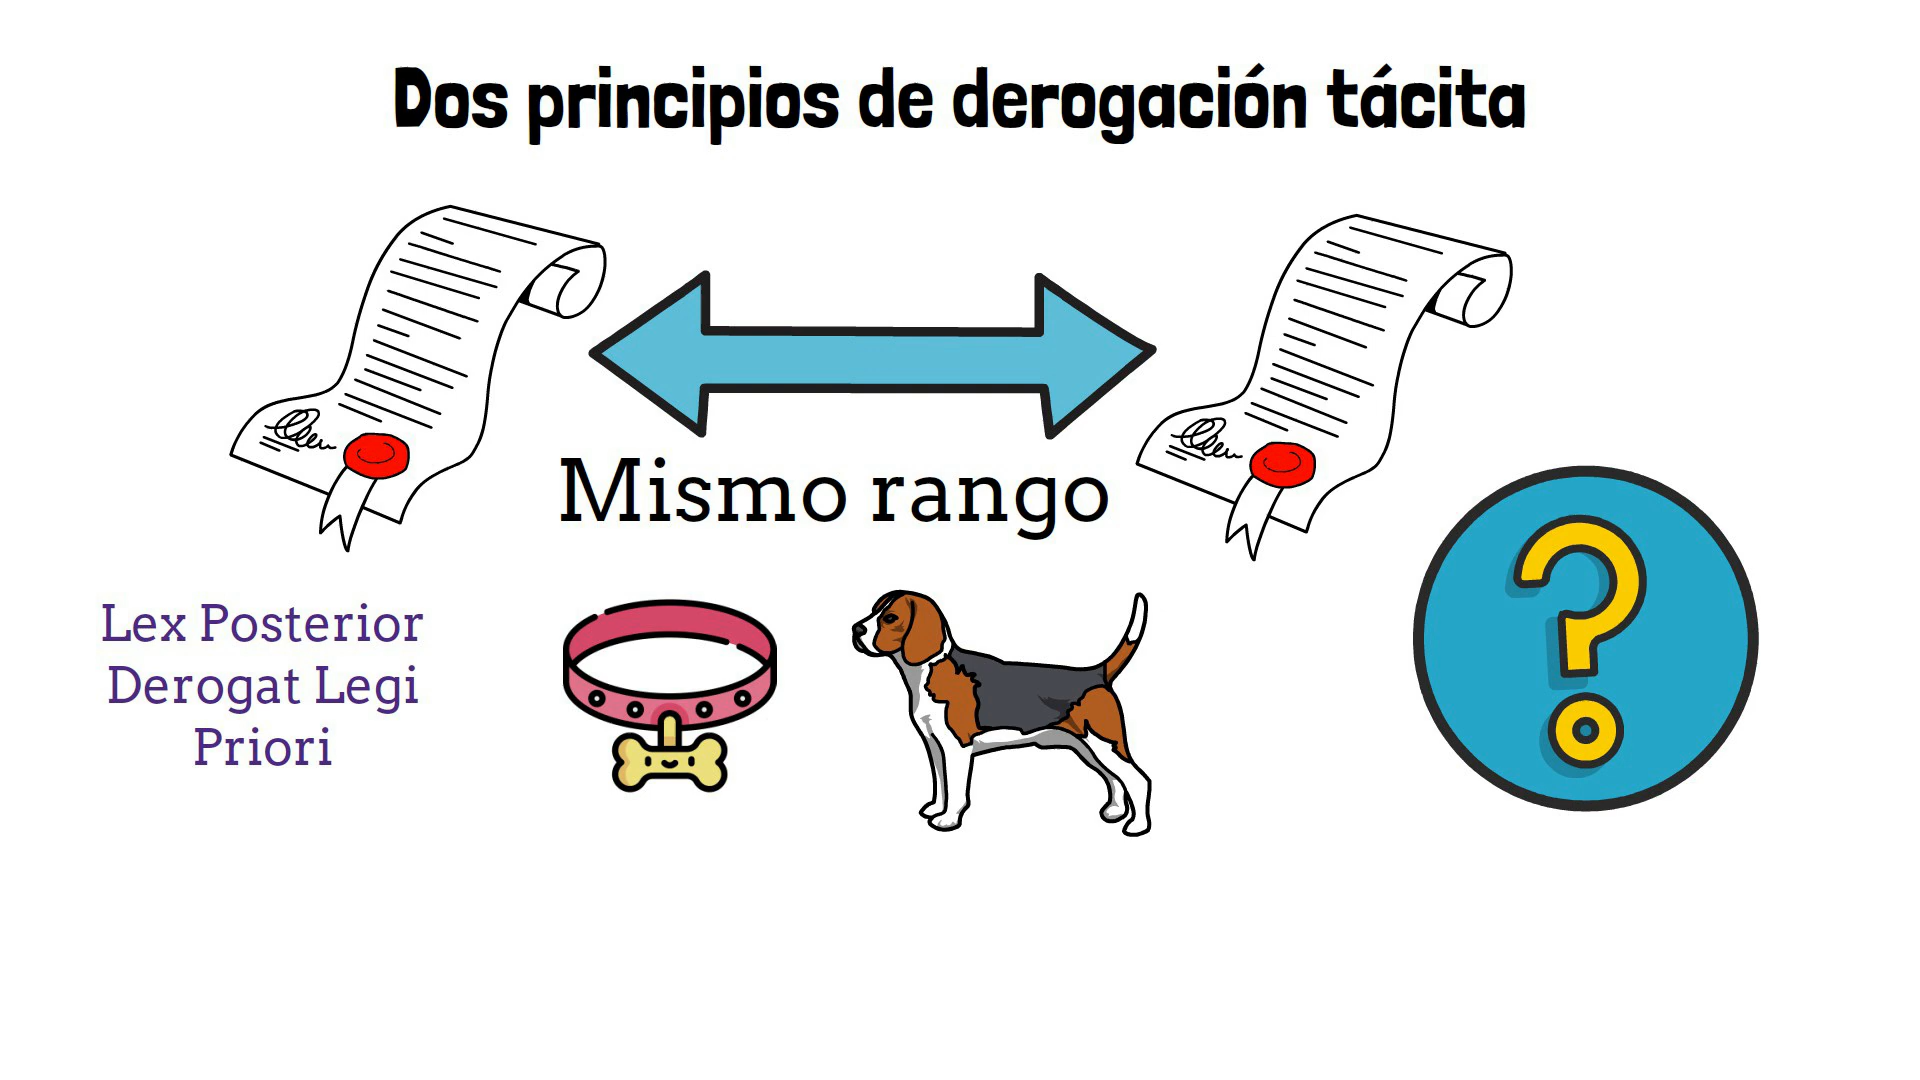 Dos principios de derogación tácita
Mismo rango
Lex Posterior
Derogat Legi
Priori